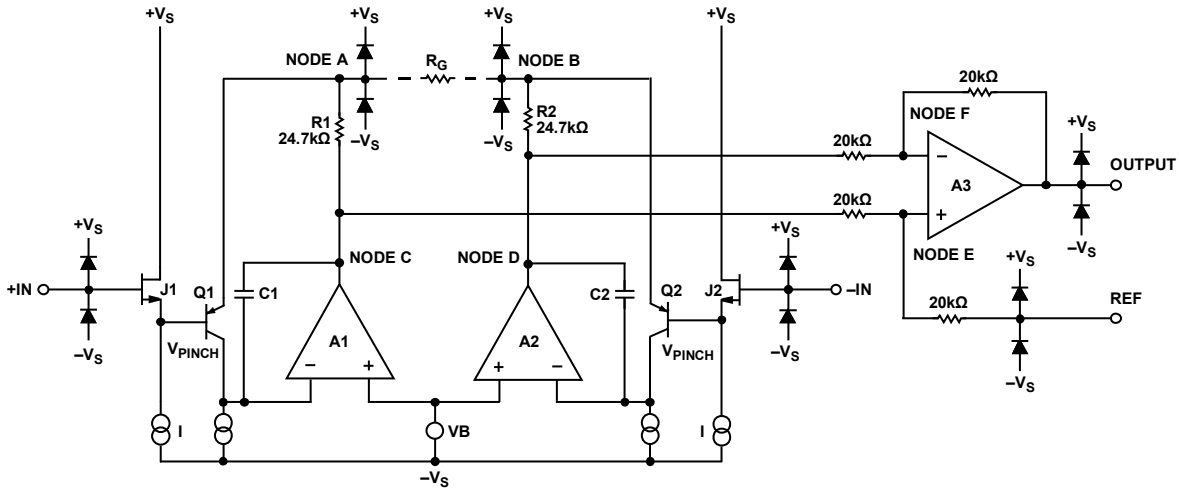 +VS
+VS
+VS
+VS
NODE A
RG
NODE B
20kΩ
R1
24.7kΩ
–VS
–VS
R2
24.7kΩ
NODE F
20kΩ
+VS
–
A3
OUTPUT
20kΩ
+
–VS
+VS
NODE C
NODE D
+VS
NODE E
+VS
+IN
J1
Q1
C1
C2
Q2
J2
–IN
20kΩ
REF
–VS
VPINCH
A1
A2
VPINCH
–VS
–VS
–
+
+
–
I
VB
I
–VS